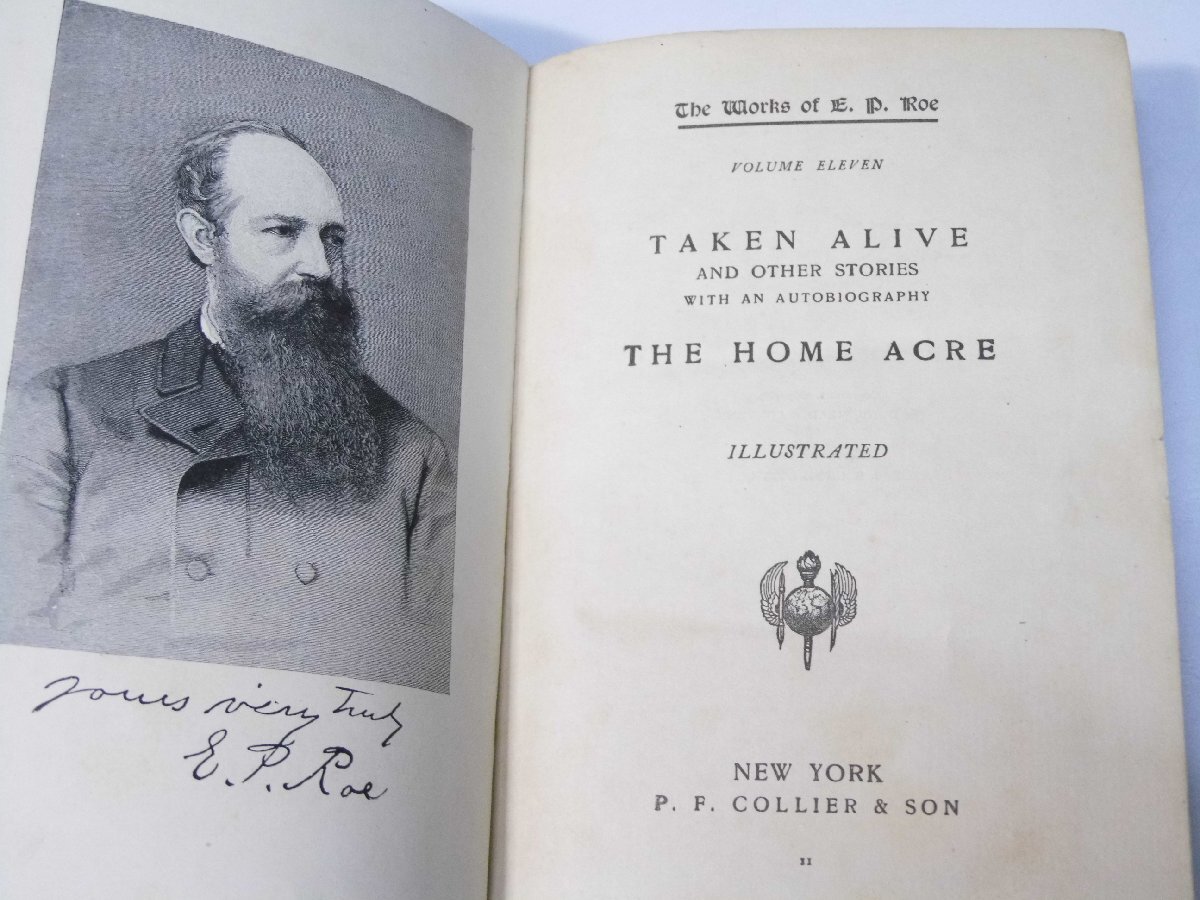 yours very truly
E. P. Roe
The Works of E. P. Roe
VOLUME ELEVEN
TAKEN ALIVE
AND OTHER STORIES
WITH AN AUTOBIOGRAPHY
THE HOME ACRE
ILLUSTRATED
NEW YORK
P. F. COLLIER & SON
11